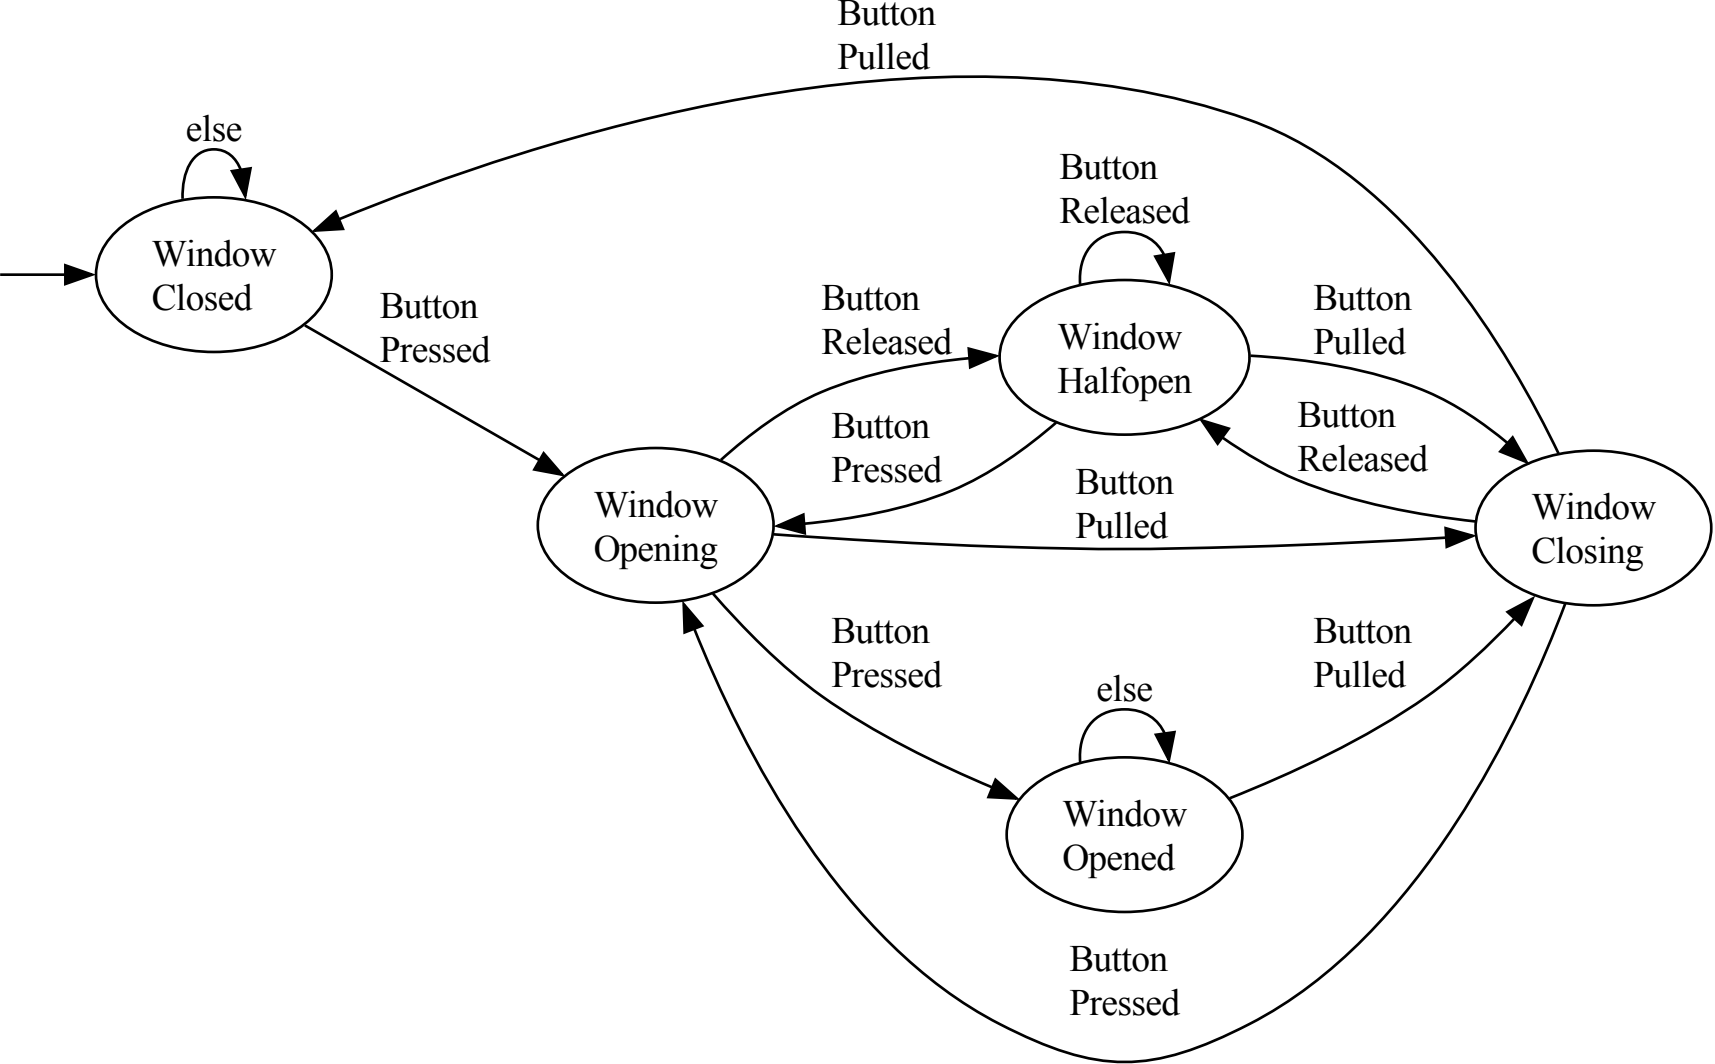 Button
Pulled
else
Button
Released
Window
Closed
Button
Pressed
Button
Released
Window
Halfopen
Button
Pulled
Button
Pressed
Button
Released
Button
Pulled
Window
Opening
Window
Closing
Button
Pressed
Button
Pulled
else
Window
Opened
Button
Pressed